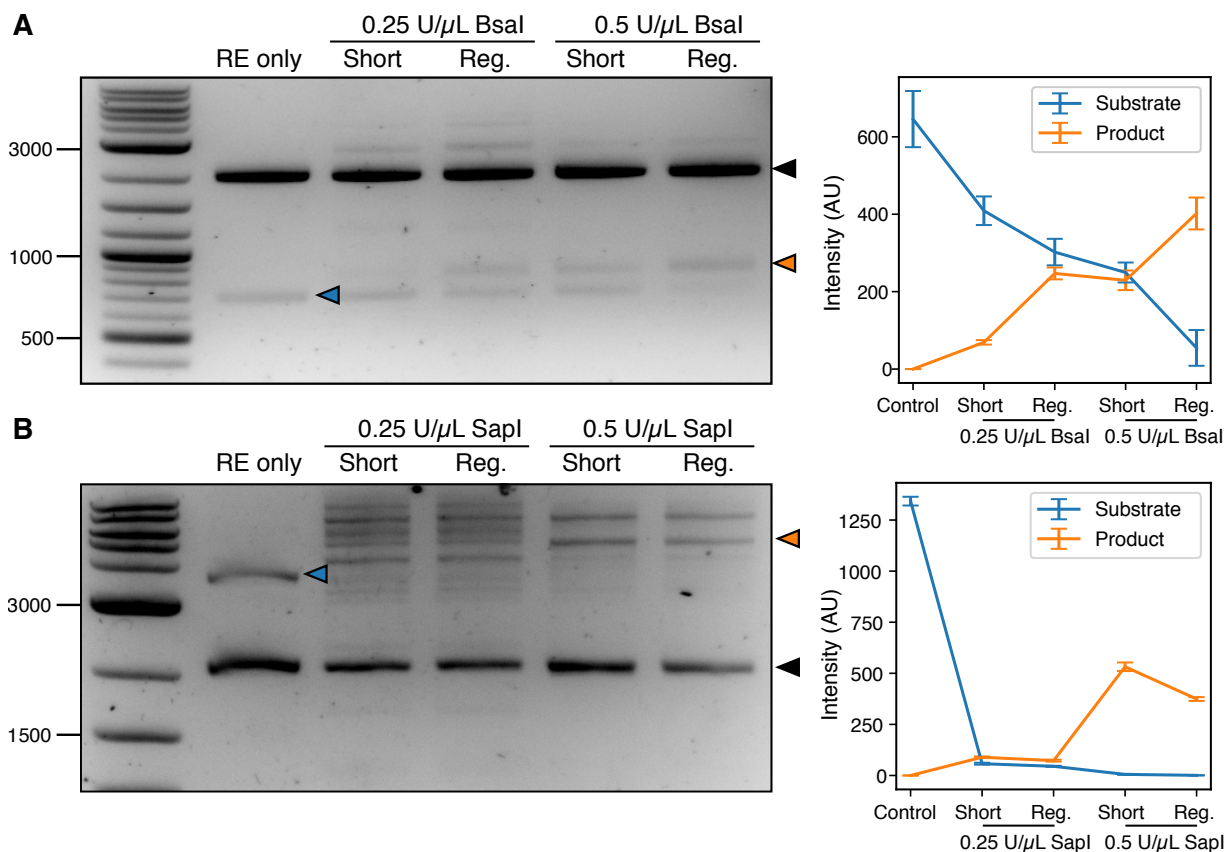 A
0.25 U/µL BsaI 0.5 U/µL BsaI
RE only Short Reg. Short Reg.
3000
1000
500
Intensity (AU)
600
400
200
0
Substrate
Product
Control Short Reg. Short Reg.
0.25 U/µL BsaI 0.5 U/µL BsaI
B
0.25 U/µL SapI 0.5 U/µL SapI
RE only Short Reg. Short Reg.
3000
1500
Intensity (AU)
1250
1000
750
500
250
0
Substrate
Product
Control Short Reg. Short Reg.
0.25 U/µL SapI 0.5 U/µL SapI